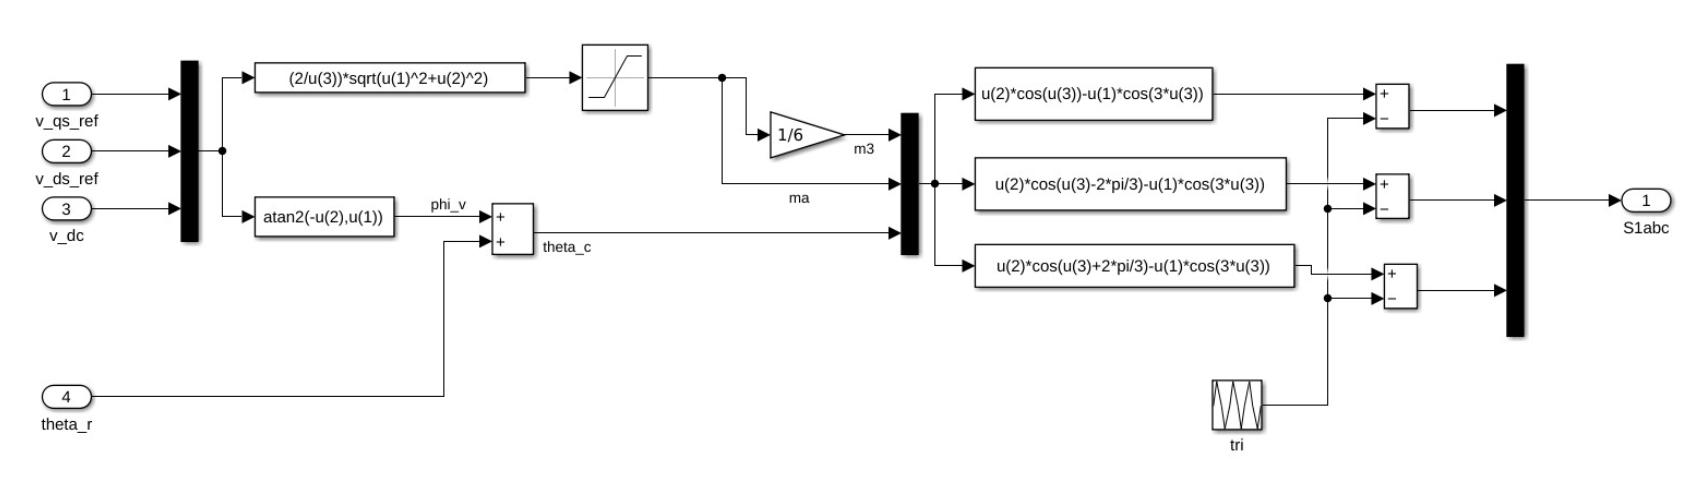 1
v_qs_ref
2
v_ds_ref
3
v_dc
4
theta_r
(2/u(3))*sqrt(u(1)^2+u(2)^2)
atan2(-u(2),u(1))
phi_v
+
+
theta_c
1/6
m3
ma
u(2)*cos(u(3))-u(1)*cos(3*u(3))
u(2)*cos(u(3)-2*pi/3)-u(1)*cos(3*u(3))
u(2)*cos(u(3)+2*pi/3)-u(1)*cos(3*u(3))
+
−
+
−
+
−
tri
1
S1abc